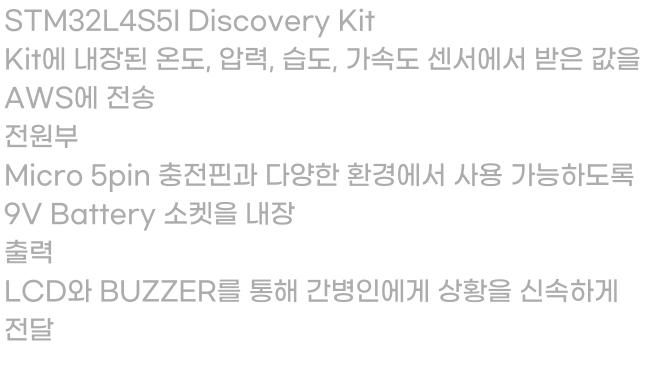 STM32L4S5I Discovery Kit
Kit에 내장된 온도, 압력, 습도, 가속도 센서에서 받은 값을
AWS에 전송
전원부
Micro 5pin 충전핀과 다양한 환경에서 사용 가능하도록
9V Battery 소켓을 내장
출력
LCD와 BUZZER를 통해 간병인에게 상황을 신속하게
전달